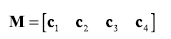 M = [c₁ c₂ c₃ c₄]